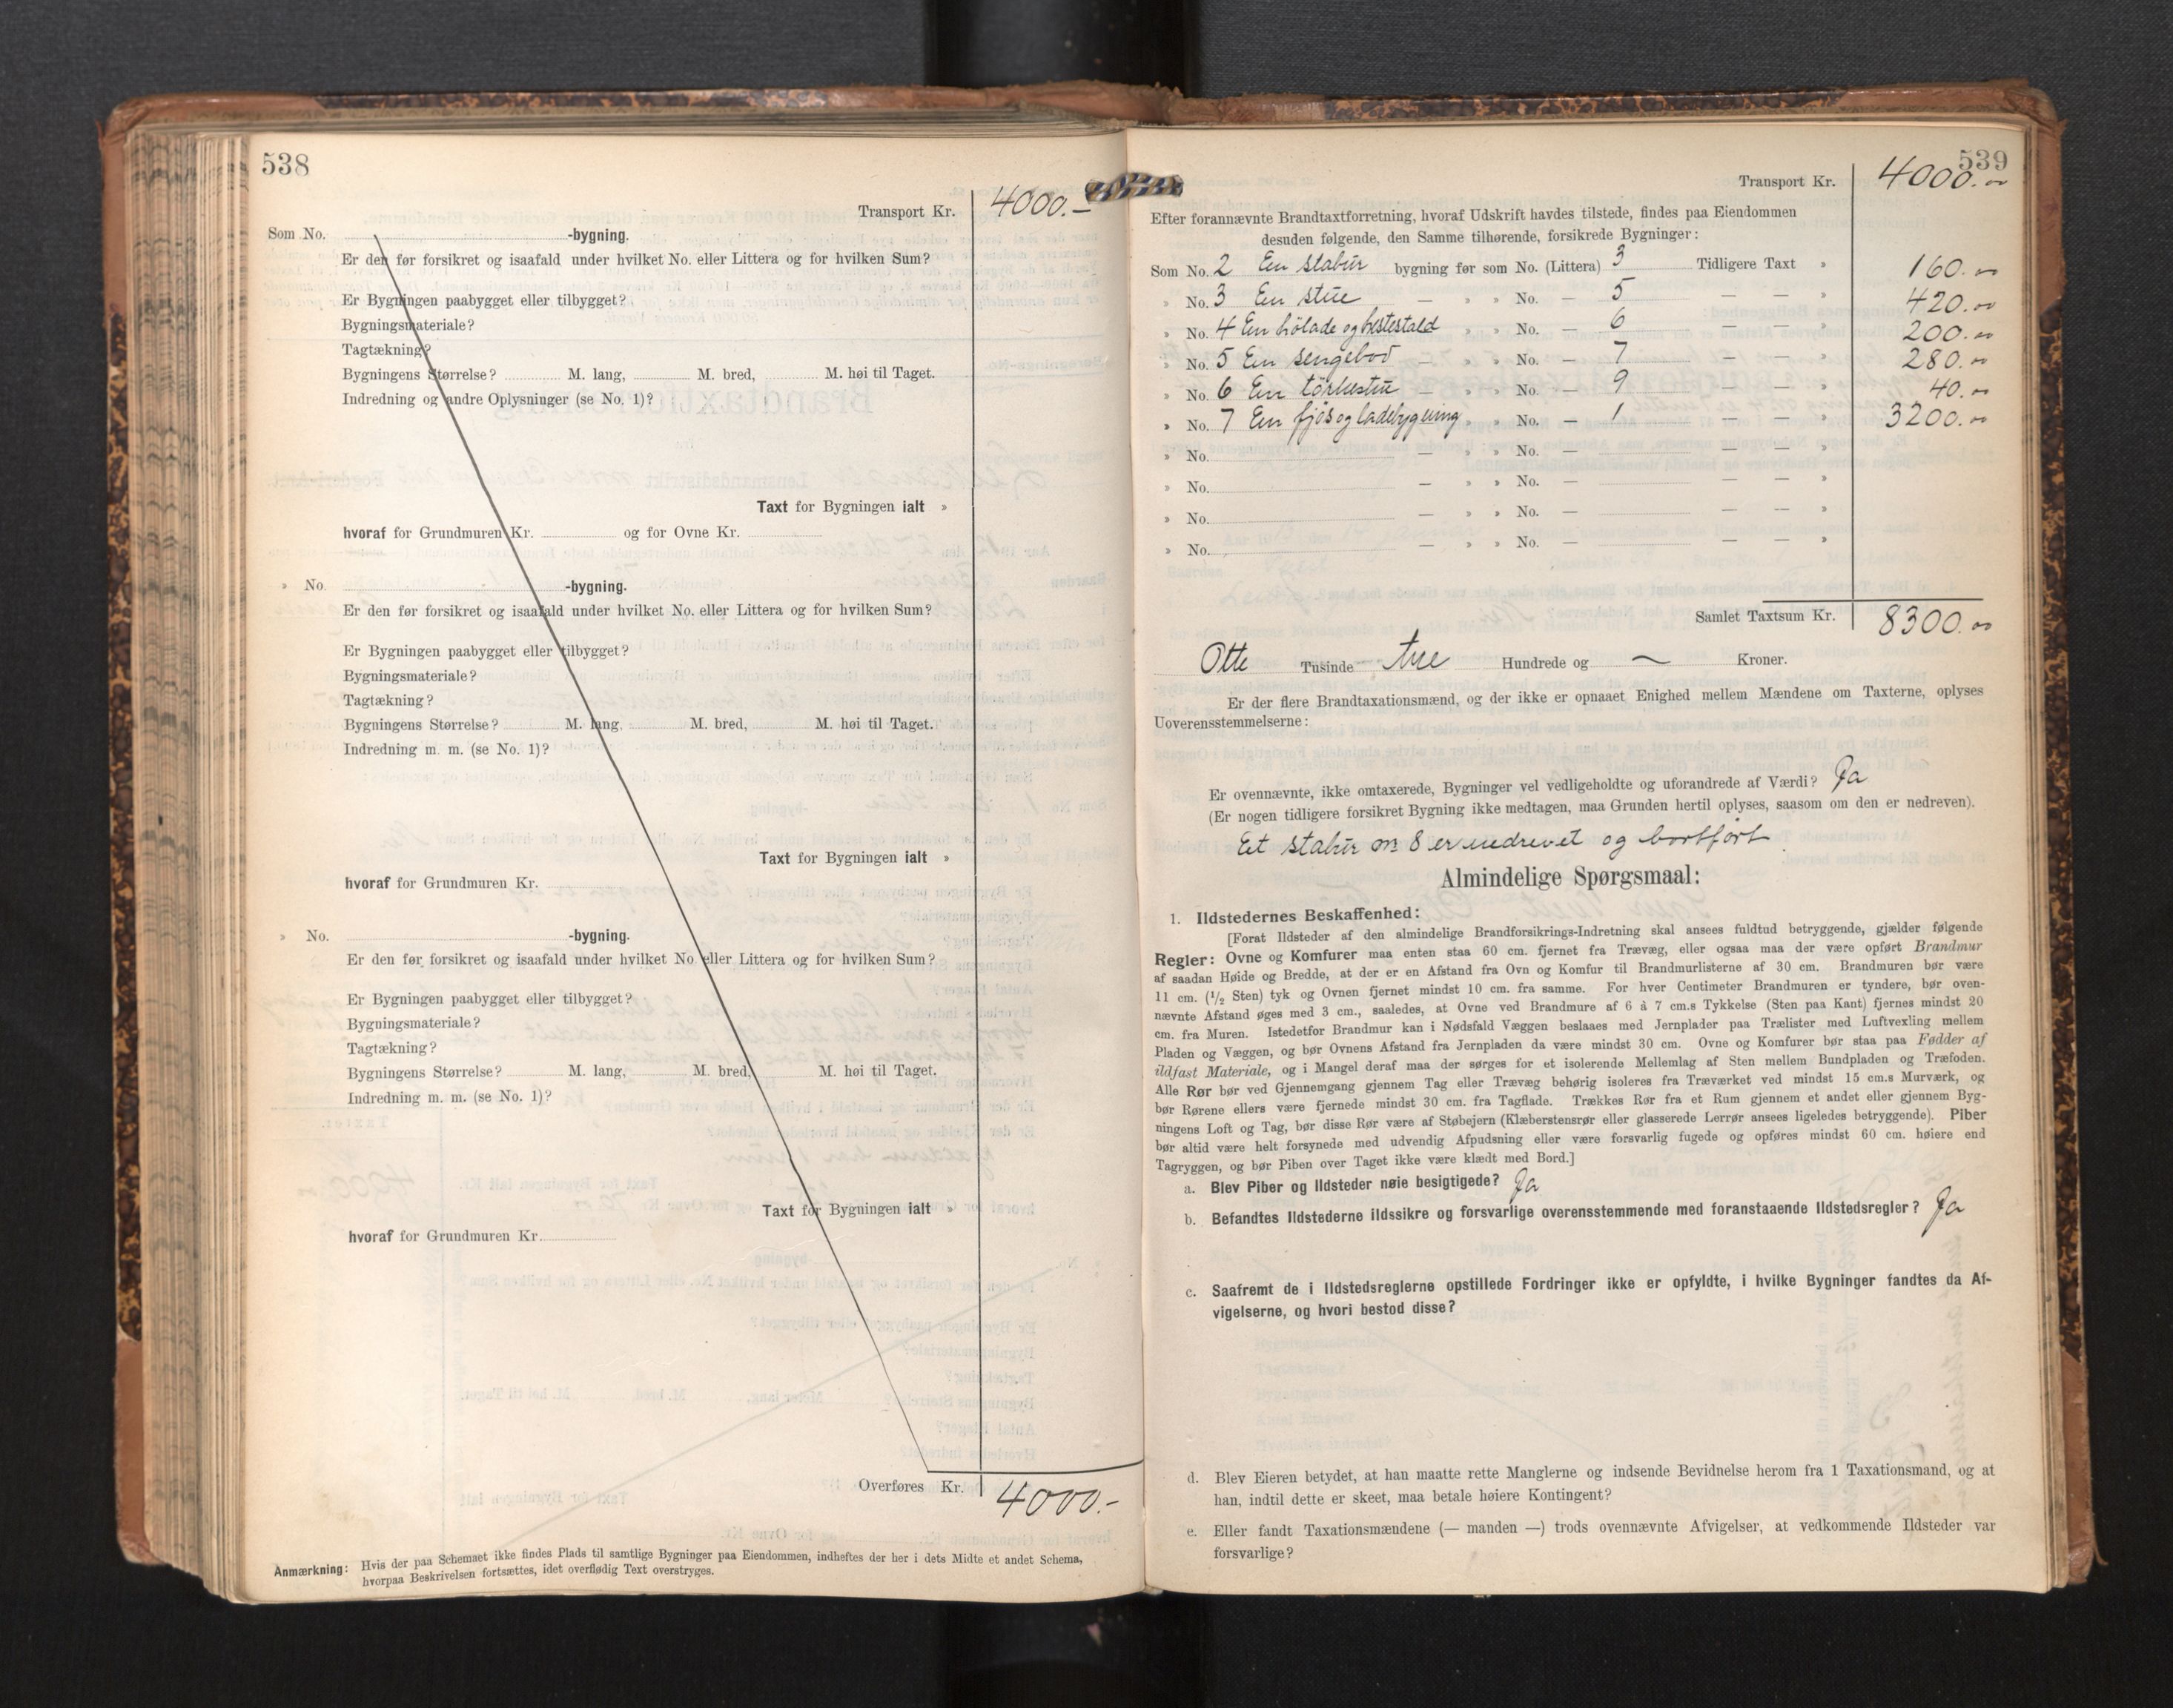 538
Transport Kr. 4000.–
Som No. -bygning.
Er den før forsikret og isaafald under hvilket No. eller Littera og for hvilken Sum?
Er Bygningen paabygget eller tilbygget?
Bygningsmateriale?
Tagtækning?
Bygningens Størrelse? M. lang, M. bred, M. høi til Taget.
Indredning og andre Oplysninger (se No. 1)?
Taxt for Bygningen ialt »
hvoraf for Grundmuren Kr. og for Ovne Kr.
» No. -bygning.
Er den før forsikret og isaafald under hvilket No. eller Littera og for hvilken Sum?
Er Bygningen paabygget eller tilbygget?
Bygningsmateriale?
Tagtækning?
Bygningens Størrelse? M. lang, M. bred, M. høi til Taget.
Indredning m. m. (se No. 1)?
Taxt for Bygningen ialt »
hvoraf for Grundmuren Kr.
» No. -bygning.
Er den før forsikret og isaafald under hvilket No eller Littera og for hvilken Sum?
Er Bygningen paabygget eller tilbygget?
Bygningsmateriale?
Tagtækning?
Bygningens Størrelse? M. lang, M. bred, M. høi til Taget.
Indredning m. m. (se No. 1)?
Taxt for Bygningen ialt »
hvoraf for Grundmuren Kr.
Overføres Kr. 4000.–
Anmærkning: Hvis der paa Schemaet ikke findes Plads til samtlige Bygninger paa Eiendommen, indheftes der her i dets Midte et andet Schema,
hvorpaa Beskrivelsen fortsættes, idet overflødig Text overstryges.
539
Transport Kr. 4000.00
Efter forannævnte Brandtaxtforretning, hvoraf Udskrift havdes tilstede, findes paa Eiendommen
desuden følgende, den Samme tilhørende, forsikrede Bygninger:
Som No. 2 En stabur bygning før som No. (Littera) 3 Tidligere Taxt » 160.00
» No. 3 En stue — » » No. — 5 — — » 420.00
» No. 4 En hölade og hestestald » » No. — 6 — — » 200.00
» No. 5 En sengebod — » » No. — 7 — — » 280.00
» No. 6 En törkestue — » » No. — 9 — — » 40.00
» No. 7 En fjös og ladebygning » » No. — 1 — — » 3200.00
» No. — » » No. — — — »
» No. — » » No. — — — »
» No. — » » No. — — — »
» No. — » » No. — — — »
Samlet Taxtsum Kr. 8300.00
Otte Tusinde tre Hundrede og — Kroner.
Er der flere Brandtaxationsmænd, og der ikke er opnaaet Enighed mellem Mændene om Taxterne, oplyses
Uoverensstemmelserne:
Er ovennævnte, ikke omtaxerede, Bygninger vel vedligeholdte og uforandrede af Værdi? Ja
(Er nogen tidligere forsikret Bygning ikke medtagen, maa Grunden hertil oplyses, saasom om den er nedreven).
Et stabur no 8 er nedrevet og bortfört
Almindelige Spørgsmaal:
1. Ildstedernes Beskaffenhed:
[Forat Ildsteder af den almindelige Brandforsikrings-Indretning skal ansees fuldtud betryggende, gjælder følgende
Regler: Ovne og Komfurer maa enten staa 60 cm. fjernet fra Trævæg, eller ogsaa maa der være opført Brandmur
af saadan Høide og Bredde, at der er en Afstand fra Ovn og Komfur til Brandmurlisterne af 30 cm. Brandmuren bør være
11 cm. (1/2 Sten) tyk og Ovnen fjernet mindst 10 cm. fra samme. For hver Centimeter Brandmuren er tyndere, bør oven-
nævnte Afstand øges med 3 cm., saaledes, at Ovne ved Brandmure af 6 à 7 cm.s Tykkelse (Sten paa Kant) fjernes mindst 20
cm. fra Muren. Istedetfor Brandmur kan i Nødsfald Væggen beslaaes med Jernplader paa Trælister med Luftvexling mellem
Pladen og Væggen, og bør Ovnens Afstand fra Jernpladen da være mindst 30 cm. Ovne og Komfurer bør staa paa Fødder af
ildfast Materiale, og i Mangel deraf maa der sørges for et isolerende Mellemlag af Sten mellem Bundpladen og Træfoden.
Alle Rør bør ved Gjennemgang gjennem Tag eller Trævæg behørig isoleres fra Træværket ved mindst 15 cm.s Murværk, og
bør Rørene ellers være fjernede mindst 30 cm. fra Tagflade. Trækkes Rør fra et Rum gjennem et andet eller gjennem Byg-
ningens Loft og Tag, bør disse Rør være af Støbejern (Klæberstensrør eller glasserede Lerrør ansees ligeledes betryggende). Piber
bør altid være helt forsynede med udvendig Afpudsning eller være forsvarlig fugede og opføres mindst 60 cm. høiere end
Tagryggen, og bør Piben over Taget ikke være klædt med Bord.]
a. Blev Piber og Ildsteder nøie besigtigede? Ja
b. Befandtes Ildstederne ildssikre og forsvarlige overensstemmende med foranstaaende Ildstedsregler? Ja
c. Saafremt de i Ildstedsreglerne opstillede Fordringer ikke er opfyldte, i hvilke Bygninger fandtes da Af-
vigelserne, og hvori bestod disse?
d. Blev Eieren betydet, at han maatte rette Manglerne og indsende Bevidnelse herom fra 1 Taxationsmand, og at
han, indtil dette er skeet, maa betale høiere Kontingent?
e. Eller fandt Taxationsmændene (— manden —) trods ovennævnte Afvigelser, at vedkommende Ildsteder var
forsvarlige?